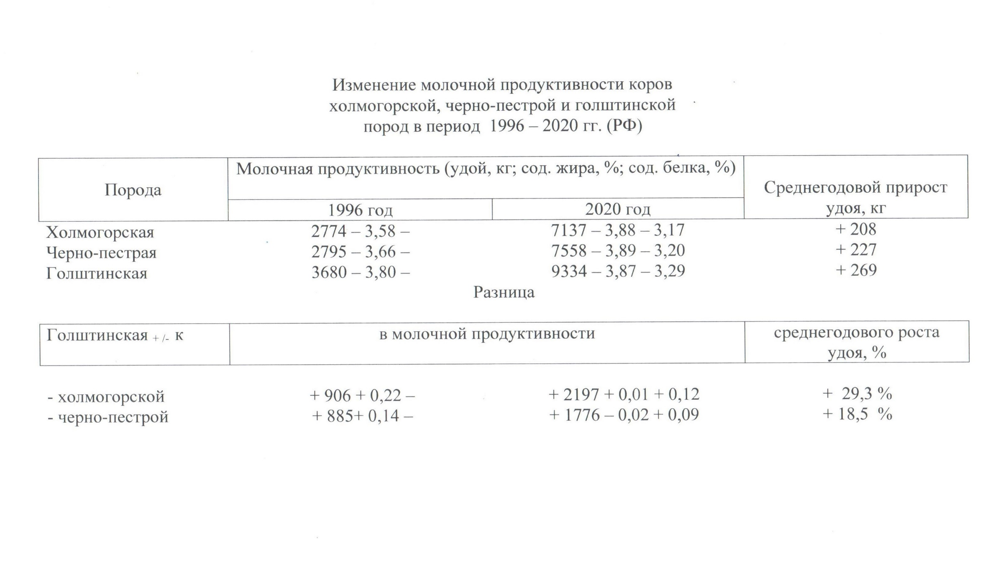 Изменение молочной продуктивности коров
холмогорской, черно-пестрой и голштинской
пород в период 1996 – 2020 гг. (РФ)
Порода
Молочная продуктивность (удой, кг; сод. жира, %; сод. белка, %)
Среднегодовой прирост
удоя, кг
1996 год
2020 год
Холмогорская 2774 – 3,58 – 7137 – 3,88 – 3,17 + 208
Черно-пестрая 2795 – 3,66 – 7558 – 3,89 – 3,20 + 227
Голштинская 3680 – 3,80 – 9334 – 3,87 – 3,29 + 269
Разница
Голштинская + /- к
в молочной продуктивности
среднегодового роста
удоя, %
- холмогорской + 906 + 0,22 – + 2197 + 0,01 + 0,12 + 29,3 %
- черно-пестрой + 885+ 0,14 – + 1776 – 0,02 + 0,09 + 18,5 %